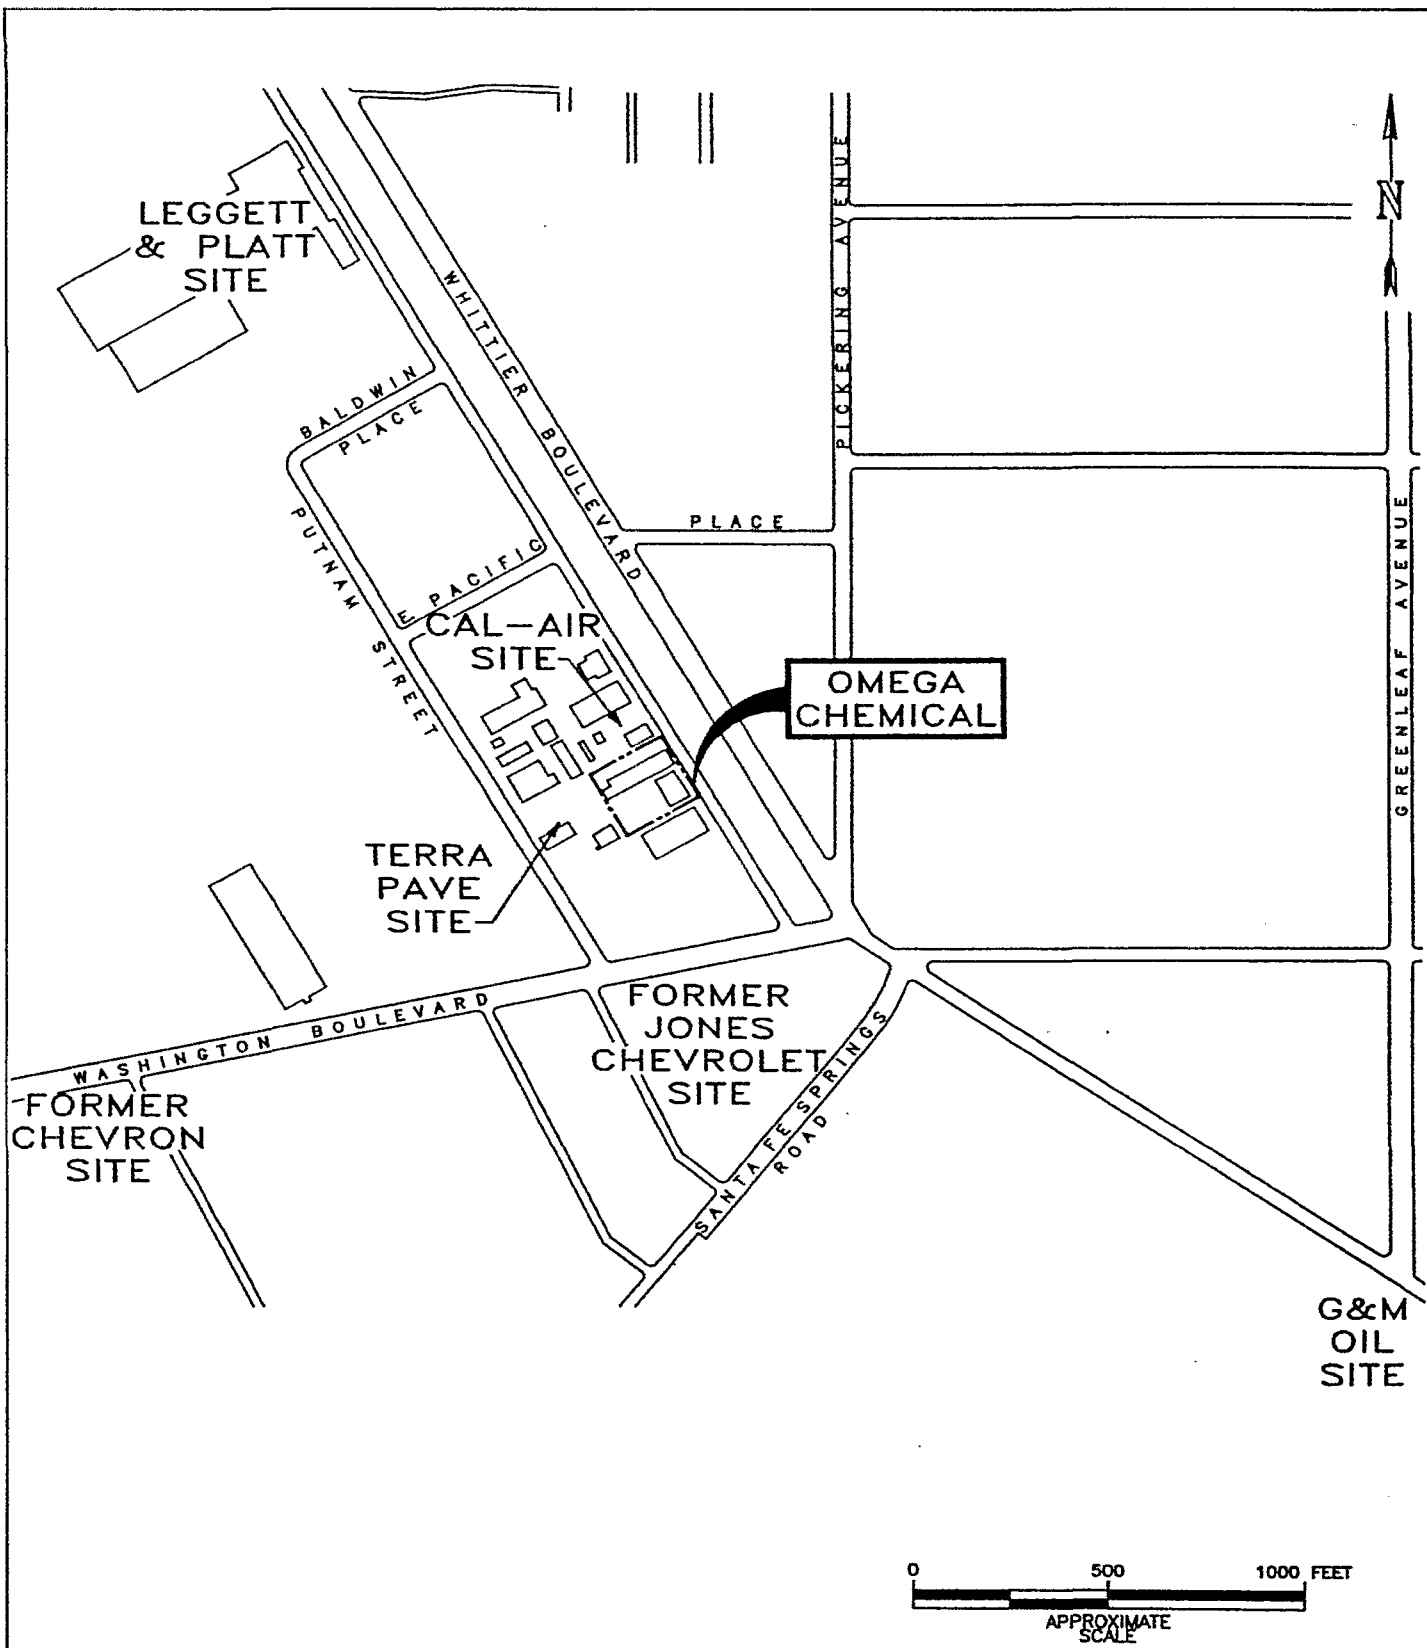 PICKERING AVENUE
N
LEGGETT
& PLATT
SITE
WHITTIER BOULEVARD
BALDWIN
PLACE
PUTNAM STREET
PLACE
E PACIFIC
GREENLEAF AVENUE
CAL-AIR
SITE
OMEGA
CHEMICAL
TERRA
PAVE
SITE
WASHINGTON BOULEVARD
FORMER
JONES
CHEVROLET
SITE
SANTA FE SPRINGS
ROAD
FORMER
CHEVRON
SITE
G&M
OIL
SITE
0 500 1000 FEET
APPROXIMATE
SCALE